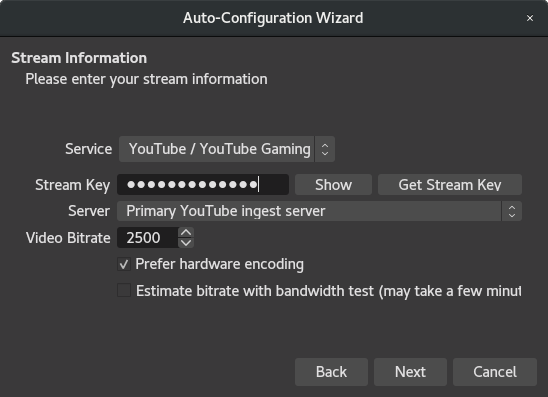 Auto-Configuration Wizard ×
Stream Information
Please enter your stream information
Service YouTube / YouTube Gaming
Stream Key ●●●●●●●●●●●●● Show Get Stream Key
Server Primary YouTube ingest server
Video Bitrate 2500
Prefer hardware encoding
Estimate bitrate with bandwidth test (may take a few minut
Back Next Cancel